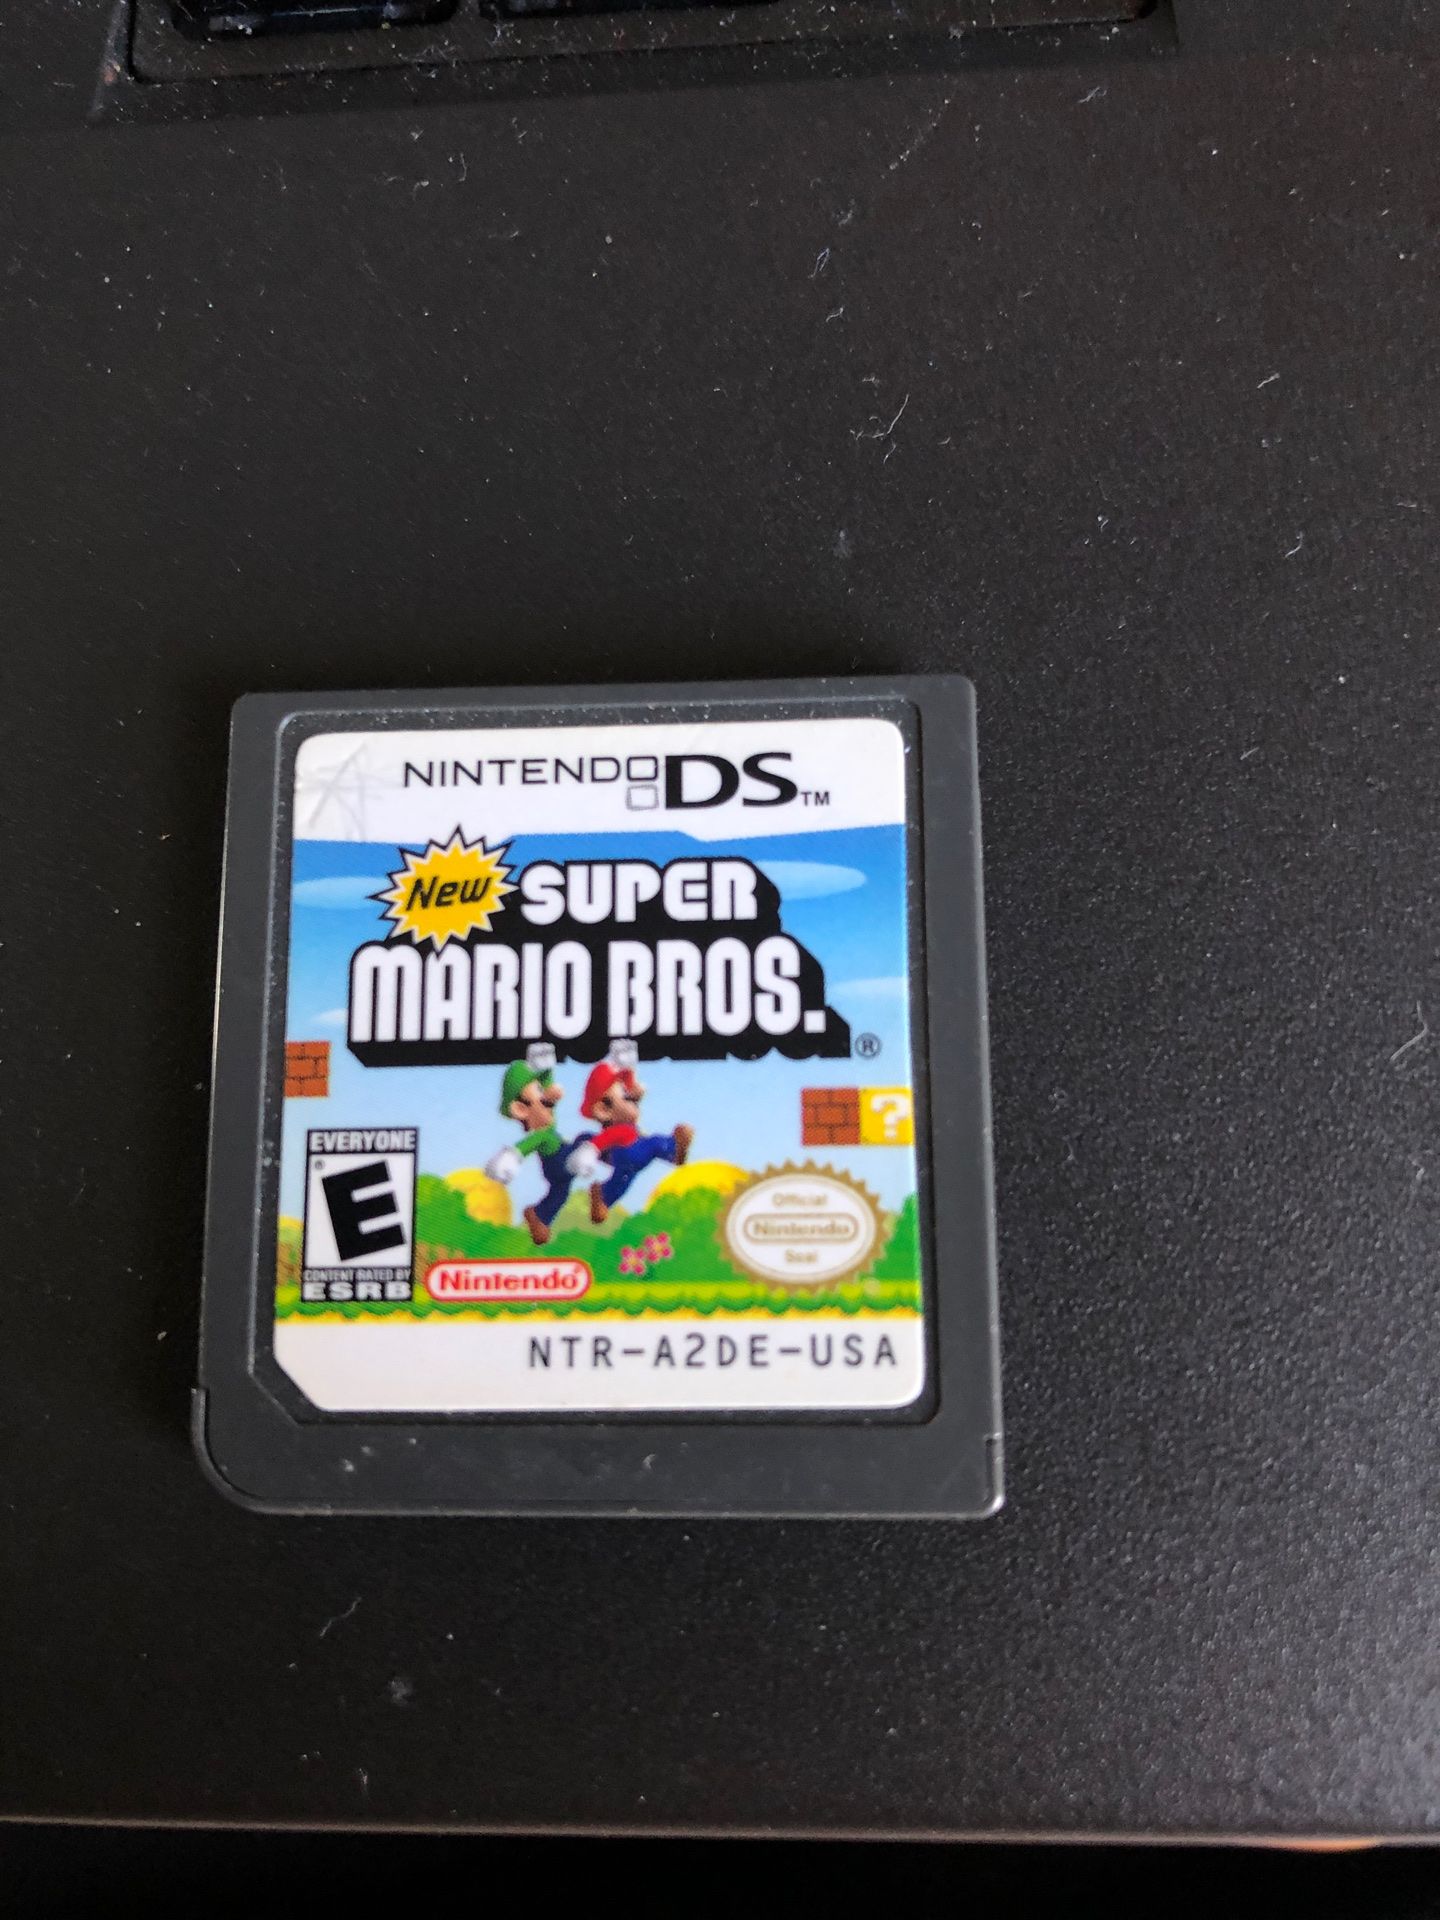 NINTENDO DS™
New SUPER
MARIO BROS.®
?
EVERYONE
E
CONTENT RATED BY
ESRB
Nintendo
Official
Nintendo
Seal
NTR-A2DE-USA